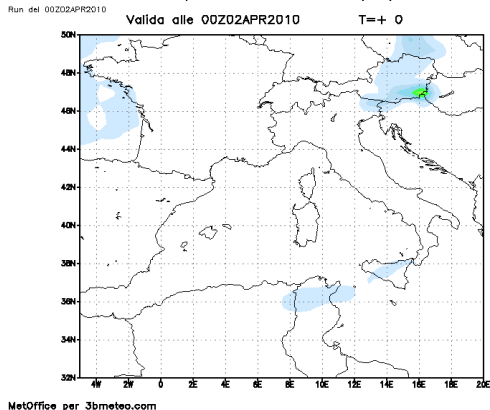 Run del 00Z02APR2010
Valida alle 00Z02APR2010 T=+ 0
50N
48N
46N
44N
42N
40N
38N
36N
34N
32N
4W 2W 0 2E 4E 6E 8E 10E 12E 14E 16E 18E 20E
MetOffice per 3bmeteo.com